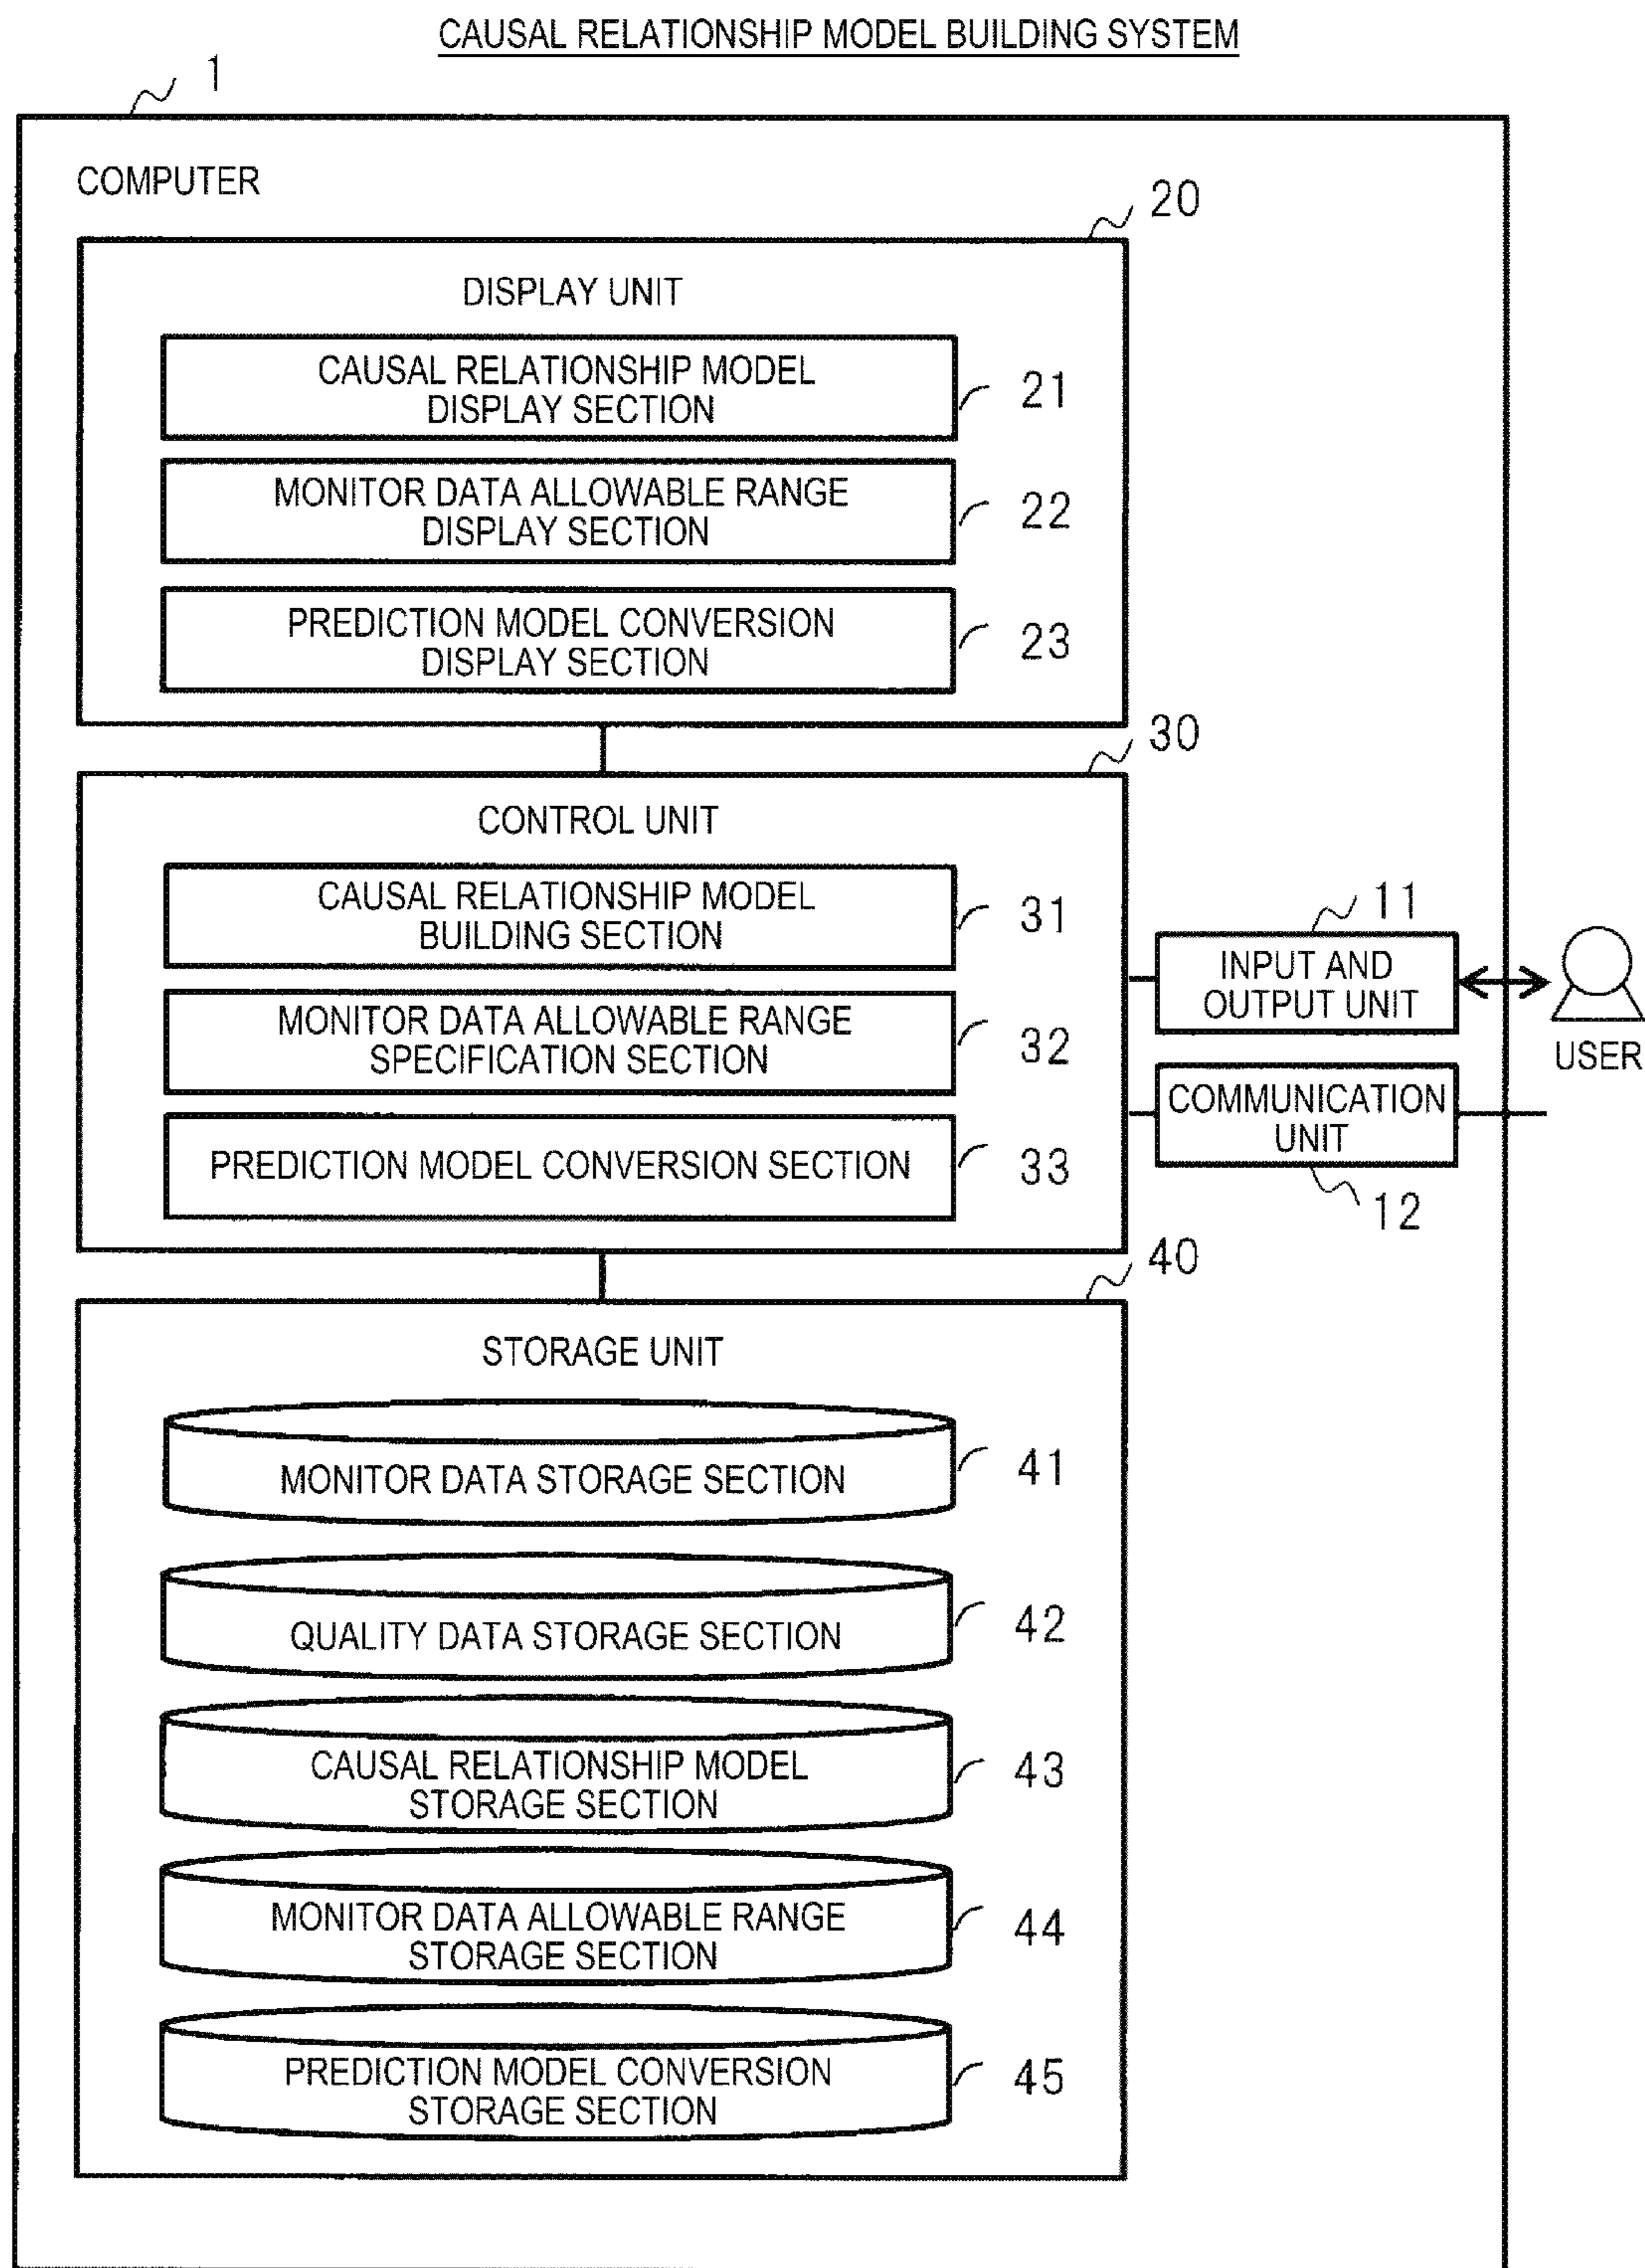 CAUSAL RELATIONSHIP MODEL BUILDING SYSTEM
1
COMPUTER
20
DISPLAY UNIT
CAUSAL RELATIONSHIP MODEL
DISPLAY SECTION
21
MONITOR DATA ALLOWABLE RANGE
DISPLAY SECTION
22
PREDICTION MODEL CONVERSION
DISPLAY SECTION
23
30
CONTROL UNIT
CAUSAL RELATIONSHIP MODEL
BUILDING SECTION
31
MONITOR DATA ALLOWABLE RANGE
SPECIFICATION SECTION
32
PREDICTION MODEL CONVERSION SECTION
33
11
INPUT AND
OUTPUT UNIT
USER
COMMUNICATION
UNIT
12
40
STORAGE UNIT
MONITOR DATA STORAGE SECTION
41
QUALITY DATA STORAGE SECTION
42
CAUSAL RELATIONSHIP MODEL
STORAGE SECTION
43
MONITOR DATA ALLOWABLE RANGE
STORAGE SECTION
44
PREDICTION MODEL CONVERSION
STORAGE SECTION
45